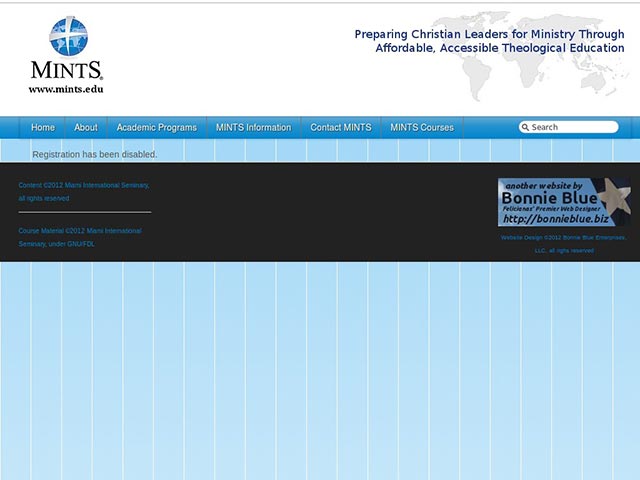 MINTS®
www.mints.edu
Preparing Christian Leaders for Ministry Through
Affordable, Accessible Theological Education
Home About Academic Programs MINTS Information Contact MINTS MINTS Courses Search
Registration has been disabled.
Content ©2012 Miami International Seminary,
all rights reserved
Course Material ©2012 Miami International
Seminary, under GNU/FDL
another website by
Bonnie Blue
Felicienas' Premier Web Designer
http://bonnieblue.biz
Website Design ©2012 Bonnie Blue Enterprises,
LLC, all rights reserved